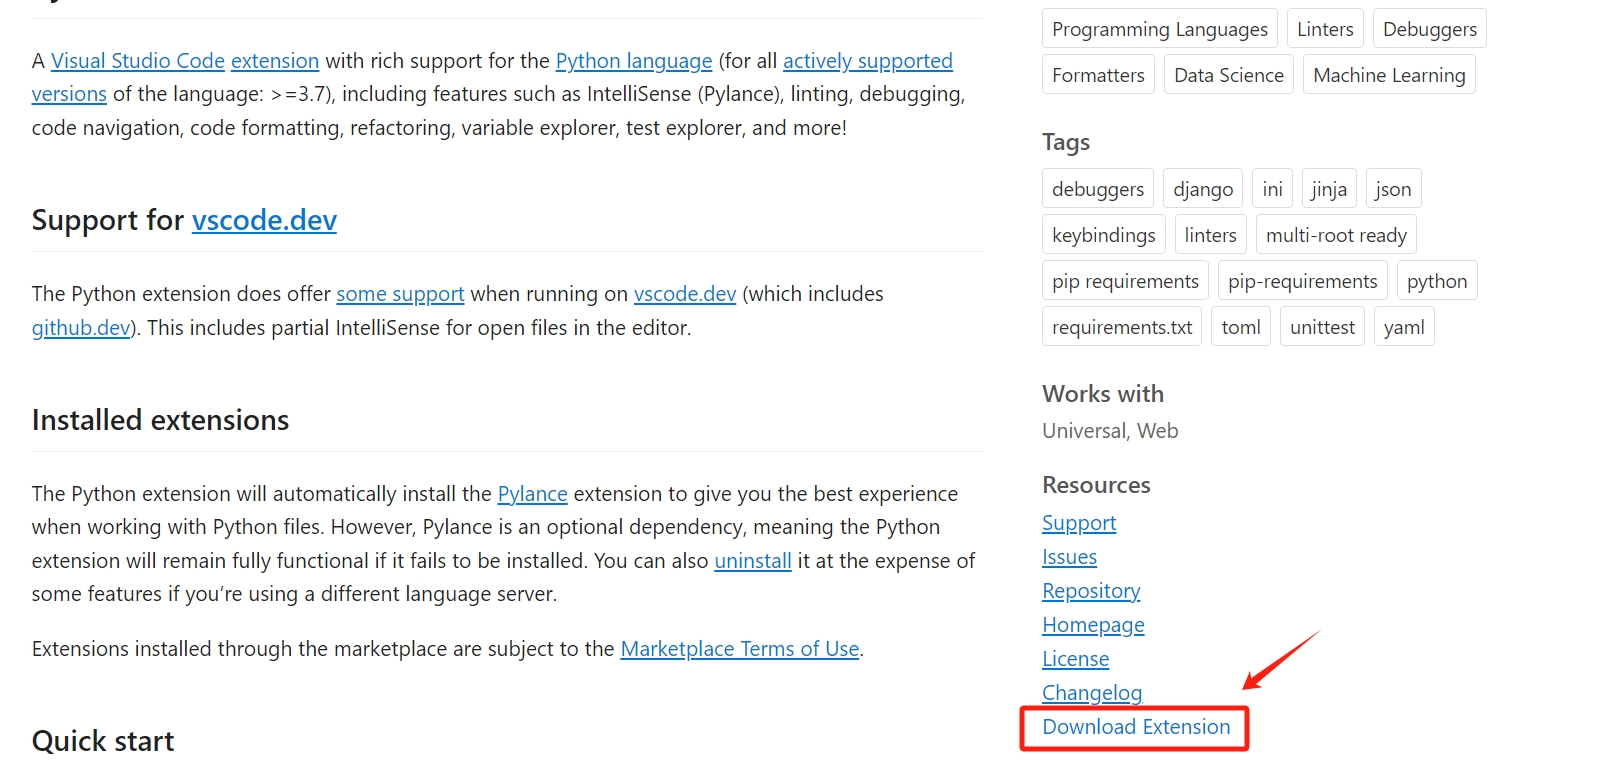 A Visual Studio Code extension with rich support for the Python language (for all actively supported
versions of the language: >=3.7), including features such as IntelliSense (Pylance), linting, debugging,
code navigation, code formatting, refactoring, variable explorer, test explorer, and more!
Support for vscode.dev
The Python extension does offer some support when running on vscode.dev (which includes
github.dev). This includes partial IntelliSense for open files in the editor.
Installed extensions
The Python extension will automatically install the Pylance extension to give you the best experience
when working with Python files. However, Pylance is an optional dependency, meaning the Python
extension will remain fully functional if it fails to be installed. You can also uninstall it at the expense of
some features if you’re using a different language server.
Extensions installed through the marketplace are subject to the Marketplace Terms of Use.
Quick start
Programming Languages Linters Debuggers
Formatters Data Science Machine Learning
Tags
debuggers django ini jinja json
keybindings linters multi-root ready
pip requirements pip-requirements python
requirements.txt toml unittest yaml
Works with
Universal, Web
Resources
Support
Issues
Repository
Homepage
License
Changelog
Download Extension